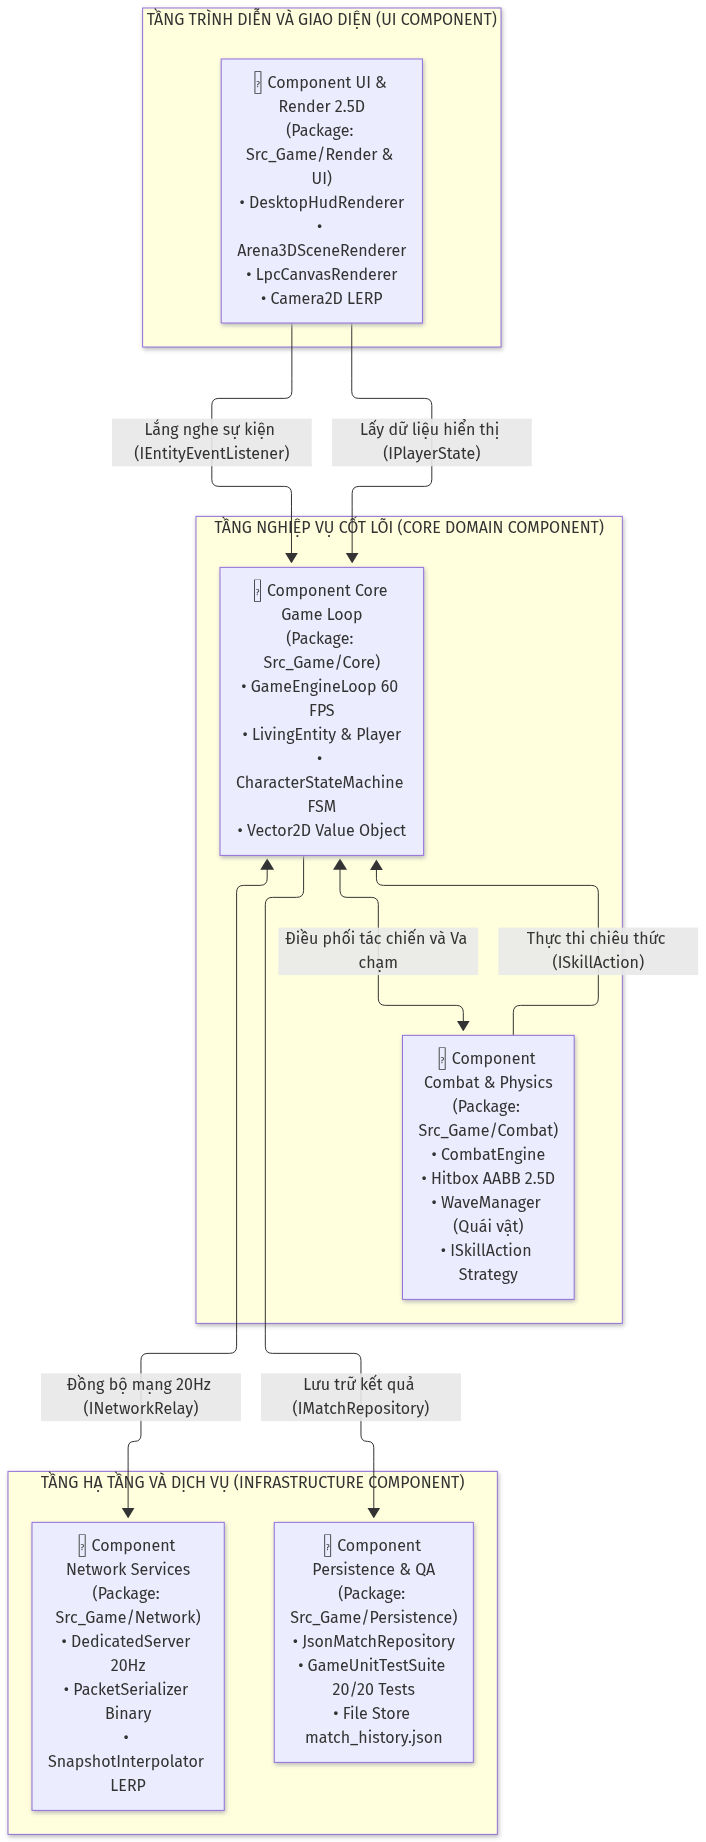 TẦNG TRÌNH DIỄN VÀ GIAO DIỆN (UI COMPONENT)
Component UI &
Render 2.5D
(Package:
Src_Game/Render &
UI)
• DesktopHudRenderer
•
Arena3DSceneRenderer
• LpcCanvasRenderer
• Camera2D LERP
Lắng nghe sự kiện
(IEntityEventListener)
Lấy dữ liệu hiển thị
(IPlayerState)
TẦNG NGHIỆP VỤ CỐT LÕI (CORE DOMAIN COMPONENT)
Component Core
Game Loop
(Package:
Src_Game/Core)
• GameEngineLoop 60
FPS
• LivingEntity & Player
•
CharacterStateMachine
FSM
• Vector2D Value Object
Điều phối tác chiến và Va
chạm
Thực thi chiêu thức
(ISkillAction)
Component
Combat & Physics
(Package:
Src_Game/Combat)
• CombatEngine
• Hitbox AABB 2.5D
• WaveManager
(Quái vật)
• ISkillAction
Strategy
Đồng bộ mạng 20Hz
(INetworkRelay)
Lưu trữ kết quả
(IMatchRepository)
TẦNG HẠ TẦNG VÀ DỊCH VỤ (INFRASTRUCTURE COMPONENT)
Component
Network Services
(Package:
Src_Game/Network)
• DedicatedServer
20Hz
• PacketSerializer
Binary
•
SnapshotInterpolator
LERP
Component
Persistence & QA
(Package:
Src_Game/Persistence)
• JsonMatchRepository
• GameUnitTestSuite
20/20 Tests
• File Store
match_history.json